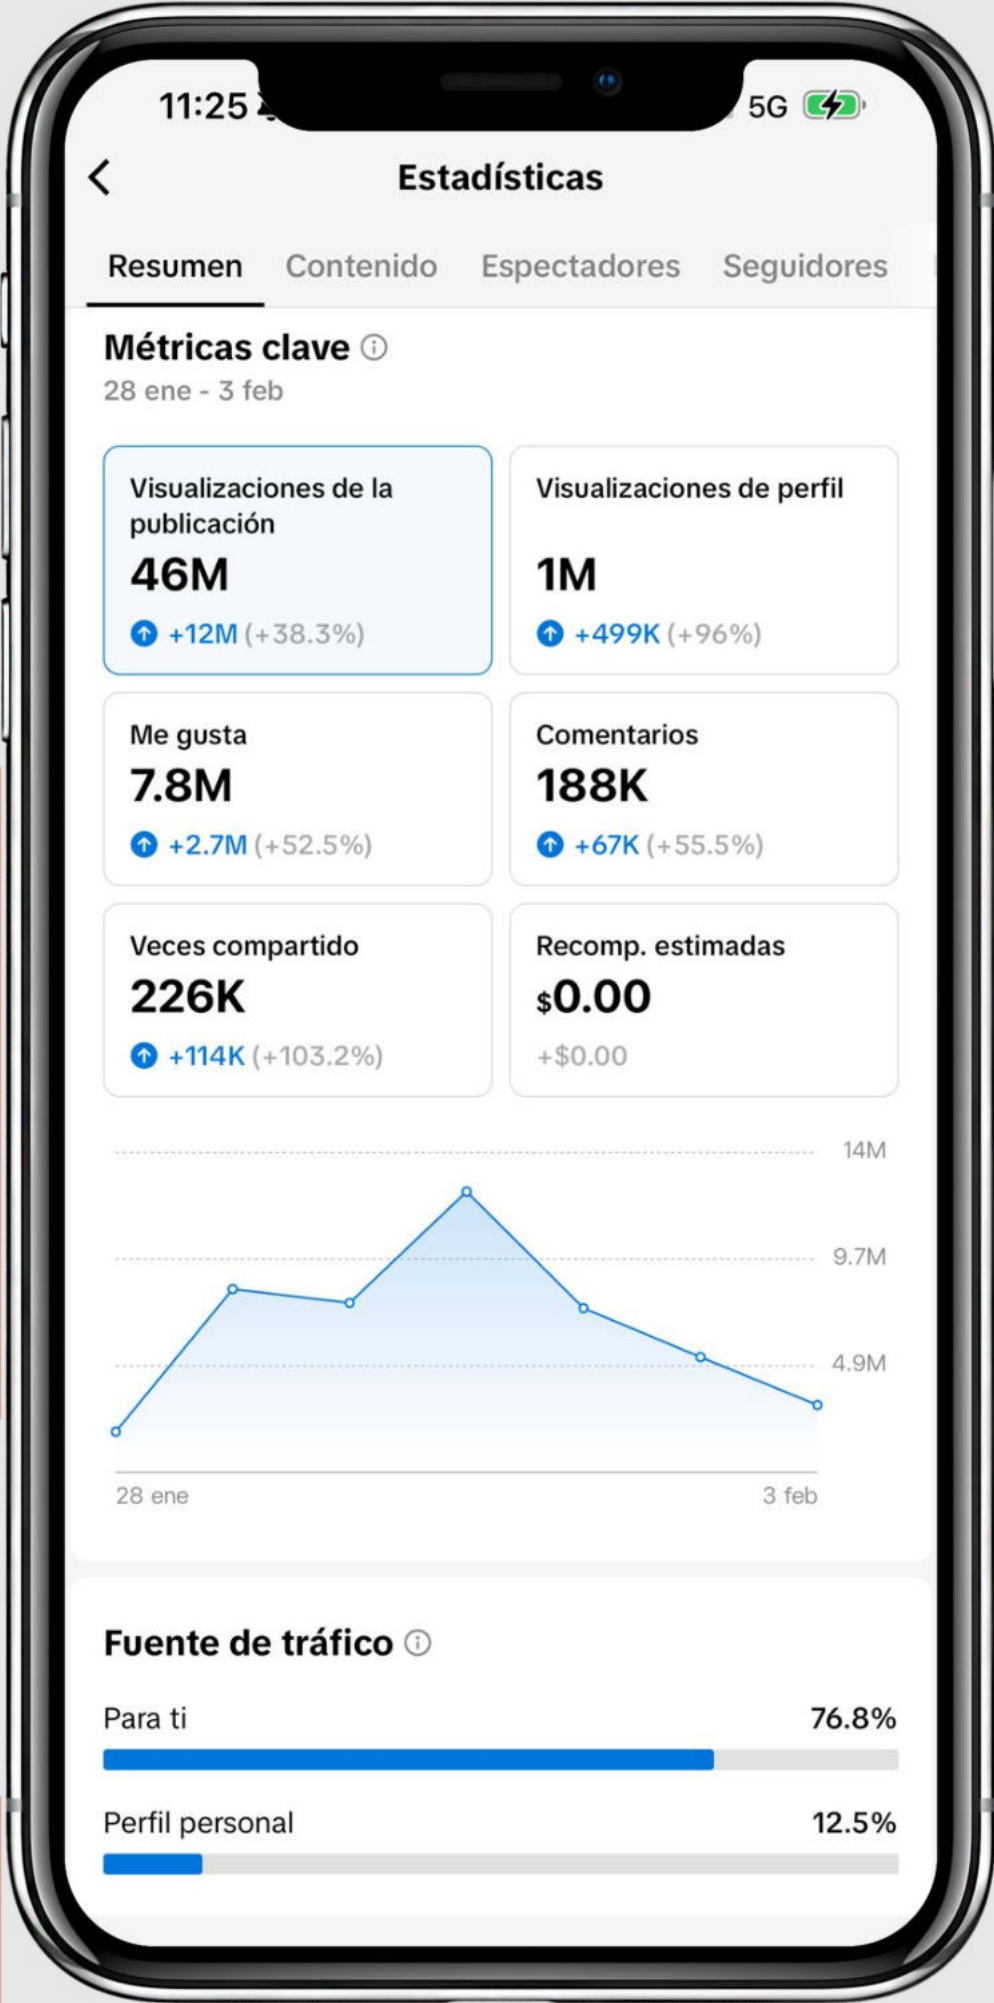 11:25
5G
Estadísticas
Resumen Contenido Espectadores Seguidores
Métricas clave
28 ene - 3 feb
Visualizaciones de la
publicación
46M
+12M (+38.3%)
Visualizaciones de perfil
1M
+499K (+96%)
Me gusta
7.8M
+2.7M (+52.5%)
Comentarios
188K
+67K (+55.5%)
Veces compartido
226K
+114K (+103.2%)
Recomp. estimadas
$0.00
+$0.00
14M
9.7M
4.9M
28 ene 3 feb
Fuente de tráfico
Para ti 76.8%
Perfil personal 12.5%